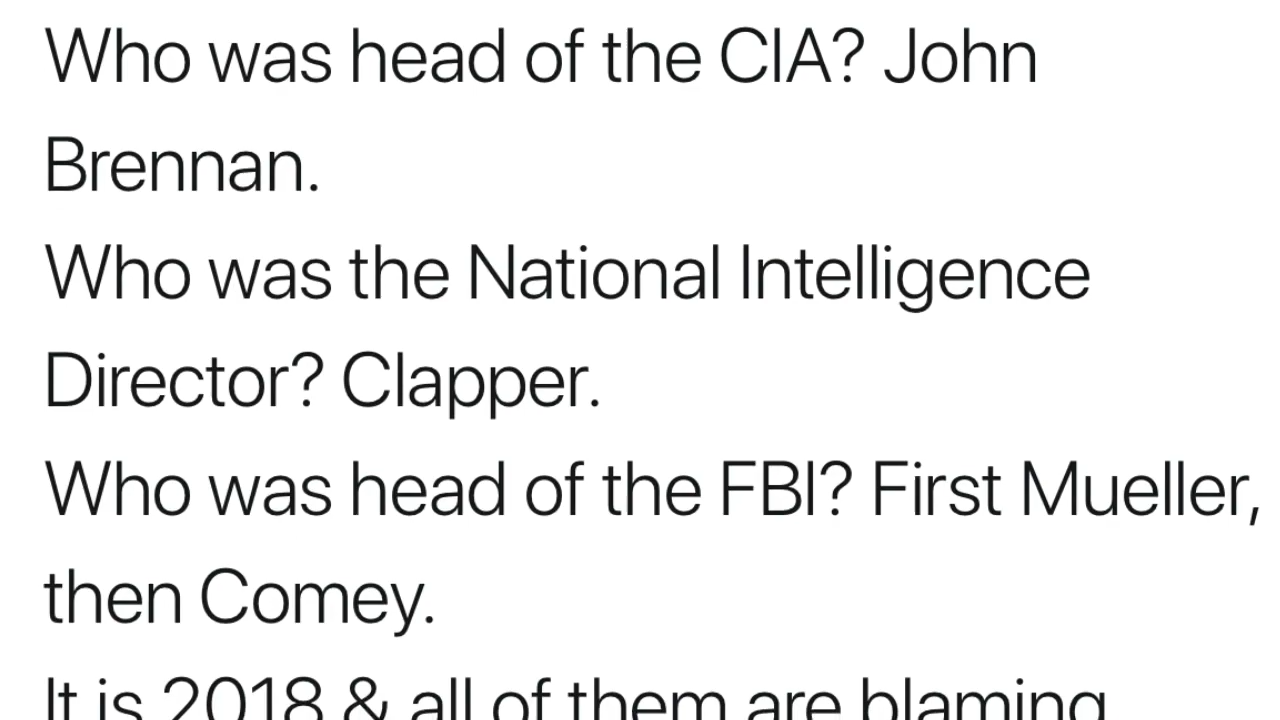 Who was head of the CIA? John
Brennan.
Who was the National Intelligence
Director? Clapper.
Who was head of the FBI? First Mueller,
then Comey.
It is 2018 & all of them are blaming